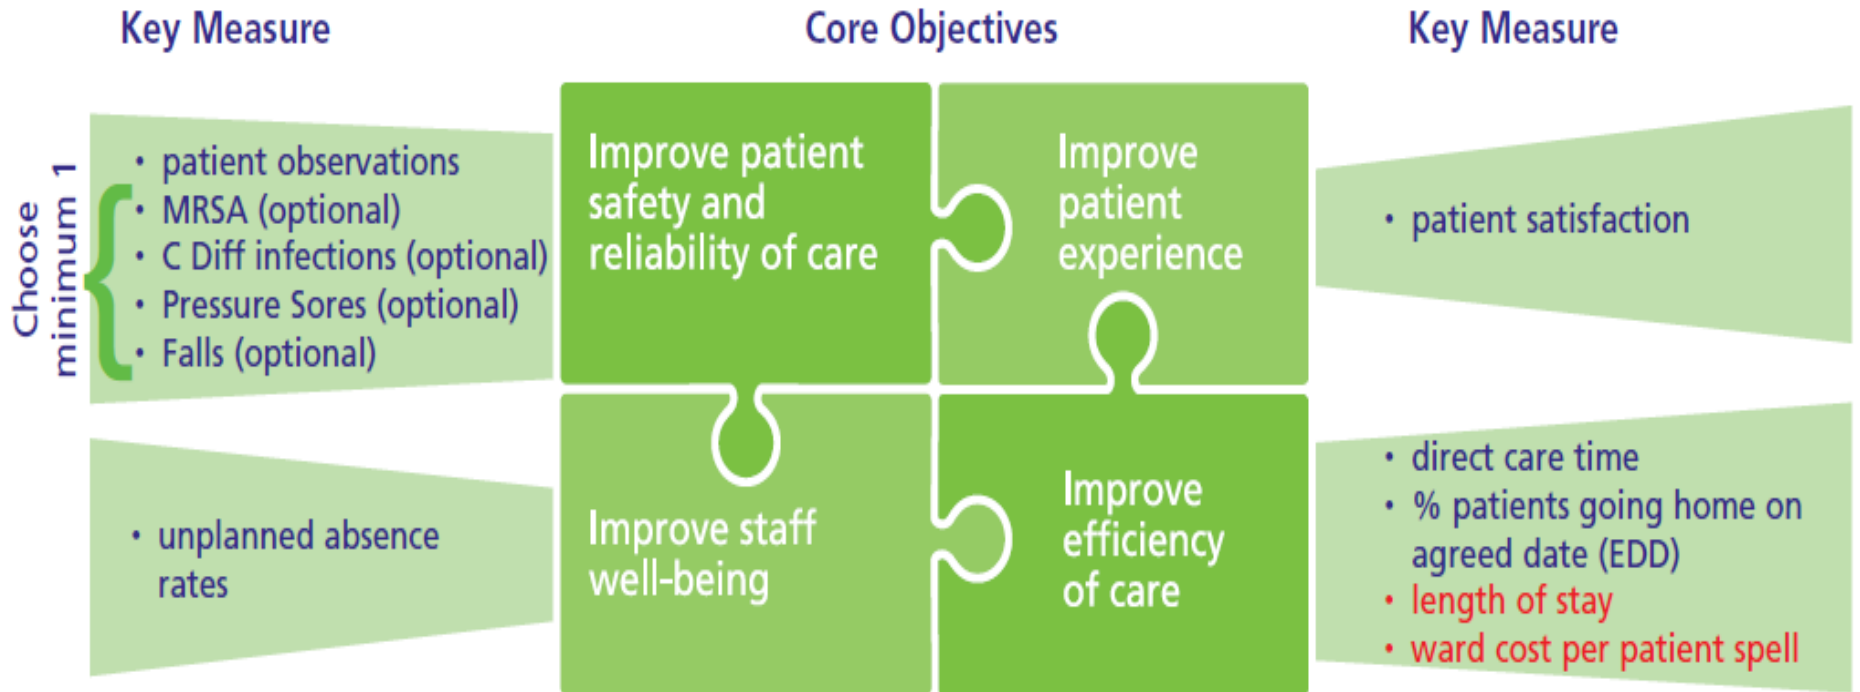 Key Measure
Core Objectives
Key Measure
Choose
minimum 1
{
• patient observations
• MRSA (optional)
• C Diff infections (optional)
• Pressure Sores (optional)
• Falls (optional)
Improve patient
safety and
reliability of care
Improve
patient
experience
• patient satisfaction
• unplanned absence
rates
Improve staff
well-being
Improve
efficiency
of care
• direct care time
• % patients going home on
agreed date (EDD)
• length of stay
• ward cost per patient spell